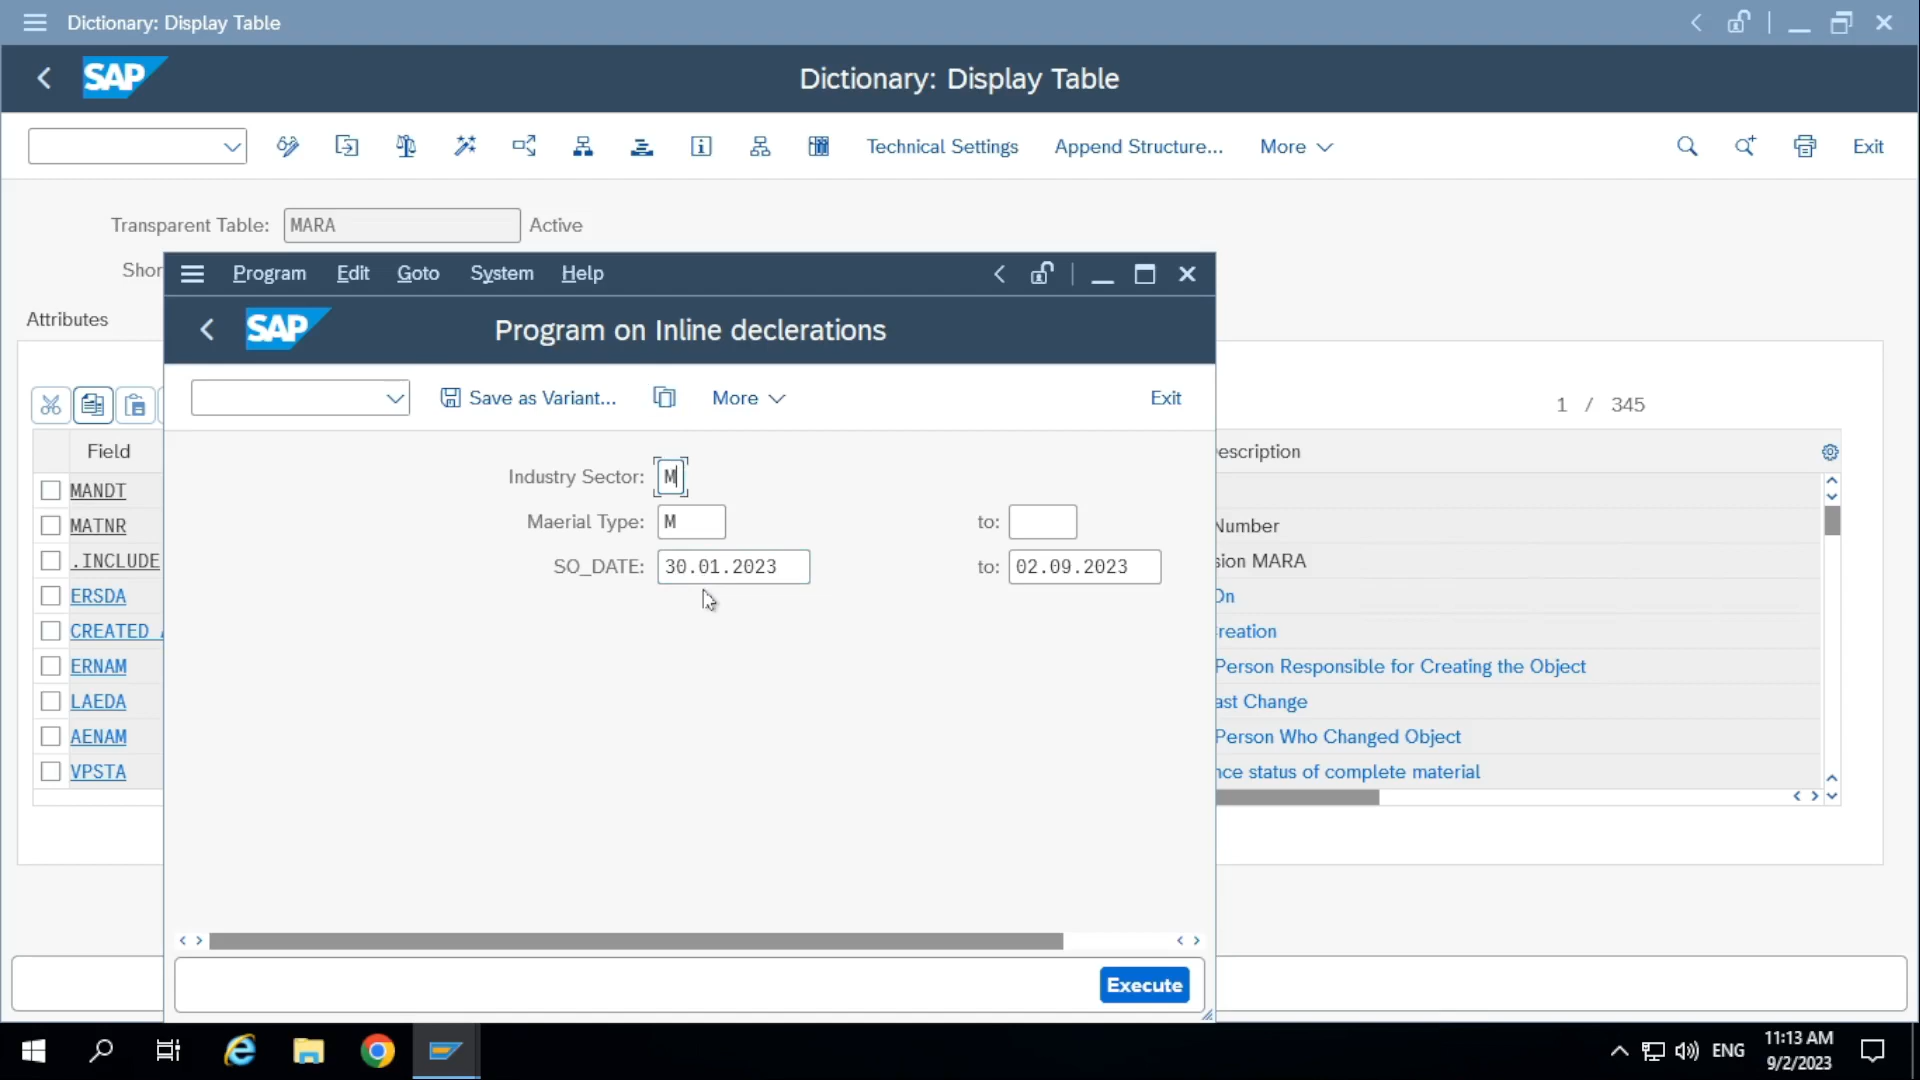 Dictionary: Display Table
SAP
Dictionary: Display Table
Technical Settings
Append Structure...
More
Exit
Transparent Table: MARA Active
Shor
Attributes
1 / 345
Field
escription
MANDT
MATNR
Number
.INCLUDE
sion MARA
ERSDA
On
CREATED
reation
ERNAM
Person Responsible for Creating the Object
LAEDA
ast Change
AENAM
Person Who Changed Object
VPSTA
nce status of complete material
Program Edit Goto System Help
SAP
Program on Inline declerations
Save as Variant...
More
Exit
Industry Sector: M
Maerial Type: M to:
SO_DATE: 30.01.2023 to: 02.09.2023
Execute
ENG
11:13 AM
9/2/2023